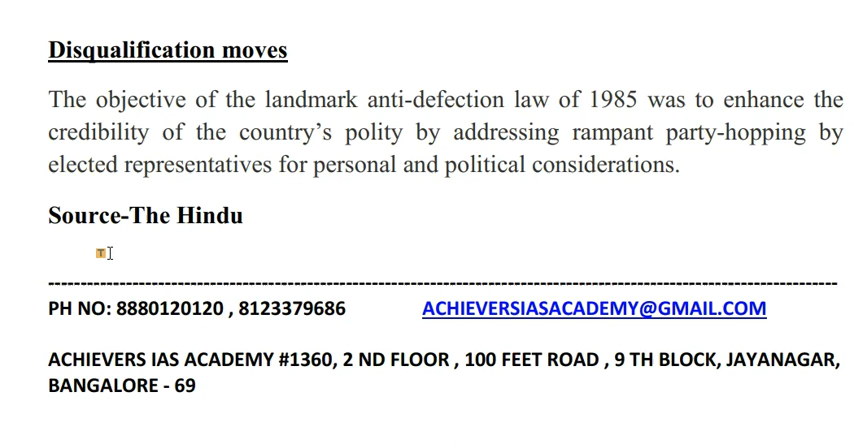 Disqualification moves
The objective of the landmark anti-defection law of 1985 was to enhance the
credibility of the country's polity by addressing rampant party-hopping by
elected representatives for personal and political considerations.
Source-The Hindu
T
--------------------------------------------------------------------------------------------------------------------------
PH NO: 8880120120 , 8123379686 ACHIEVERSIASACADEMY@GMAIL.COM
ACHIEVERS IAS ACADEMY #1360, 2 ND FLOOR , 100 FEET ROAD , 9 TH BLOCK, JAYANAGAR,
BANGALORE - 69